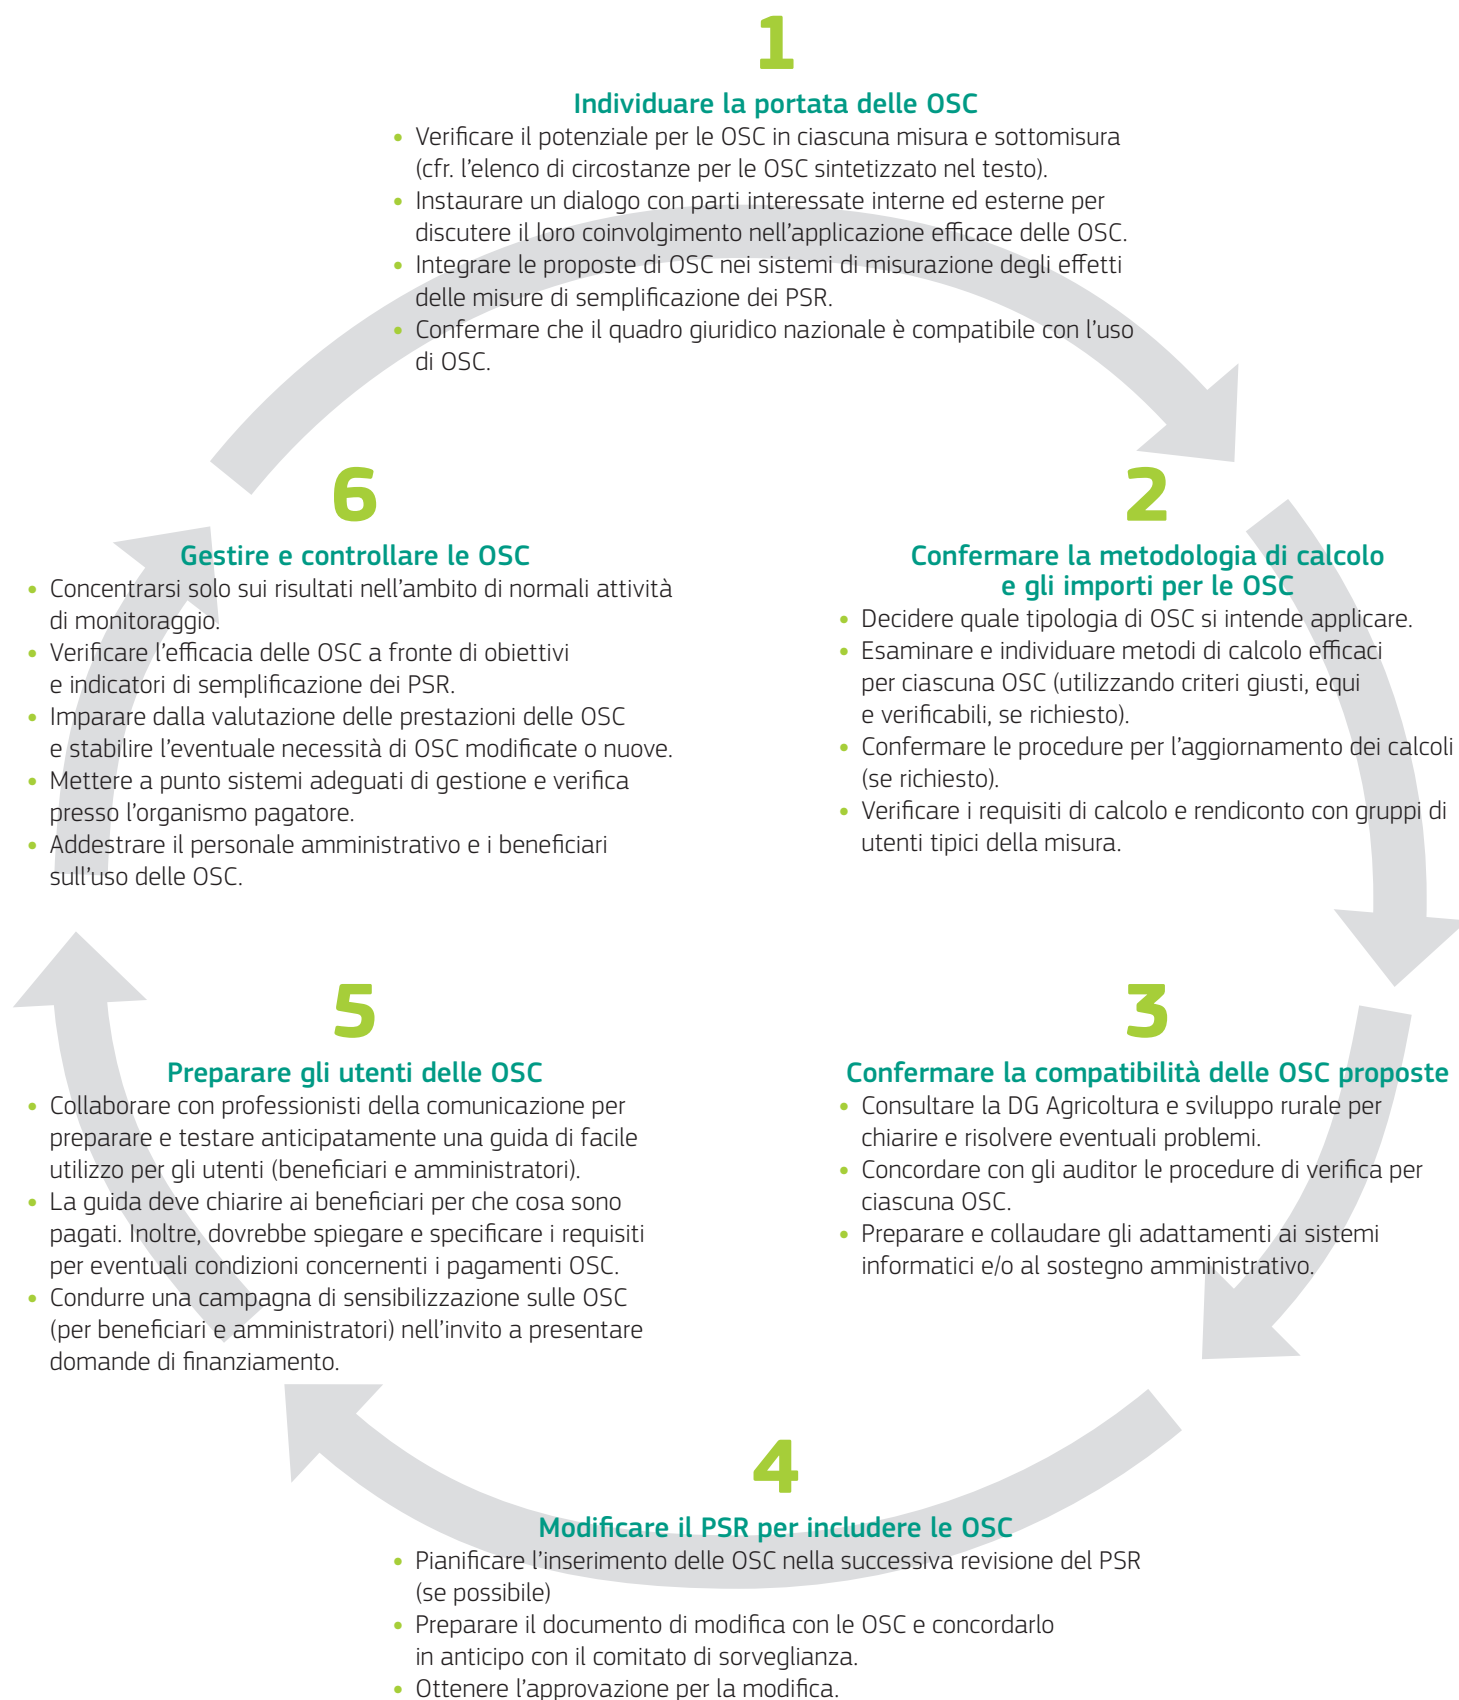 1
Individuare la portata delle OSC
• Verificare il potenziale per le OSC in ciascuna misura e sottomisura
(cfr. l'elenco di circostanze per le OSC sintetizzato nel testo).
• Instaurare un dialogo con parti interessate interne ed esterne per
discutere il loro coinvolgimento nell'applicazione efficace delle OSC.
• Integrare le proposte di OSC nei sistemi di misurazione degli effetti
delle misure di semplificazione dei PSR.
• Confermare che il quadro giuridico nazionale è compatibile con l'uso
di OSC.
2
Confermare la metodologia di calcolo
e gli importi per le OSC
• Decidere quale tipologia di OSC si intende applicare.
• Esaminare e individuare metodi di calcolo efficaci
per ciascuna OSC (utilizzando criteri giusti, equi
e verificabili, se richiesto).
• Confermare le procedure per l'aggiornamento dei calcoli
(se richiesto).
• Verificare i requisiti di calcolo e rendiconto con gruppi di
utenti tipici della misura.
3
Confermare la compatibilità delle OSC proposte
• Consultare la DG Agricoltura e sviluppo rurale per
chiarire e risolvere eventuali problemi.
• Concordare con gli auditor le procedure di verifica per
ciascuna OSC.
• Preparare e collaudare gli adattamenti ai sistemi
informatici e/o al sostegno amministrativo.
4
Modificare il PSR per includere le OSC
• Pianificare l'inserimento delle OSC nella successiva revisione del PSR
(se possibile)
• Preparare il documento di modifica con le OSC e concordarlo
in anticipo con il comitato di sorveglianza.
• Ottenere l'approvazione per la modifica.
5
Preparare gli utenti delle OSC
• Collaborare con professionisti della comunicazione per
preparare e testare anticipatamente una guida di facile
utilizzo per gli utenti (beneficiari e amministratori).
• La guida deve chiarire ai beneficiari per che cosa sono
pagati. Inoltre, dovrebbe spiegare e specificare i requisiti
per eventuali condizioni concernenti i pagamenti OSC.
• Condurre una campagna di sensibilizzazione sulle OSC
(per beneficiari e amministratori) nell'invito a presentare
domande di finanziamento.
6
Gestire e controllare le OSC
• Concentrarsi solo sui risultati nell'ambito di normali attività
di monitoraggio.
• Verificare l'efficacia delle OSC a fronte di obiettivi
e indicatori di semplificazione dei PSR.
• Imparare dalla valutazione delle prestazioni delle OSC
e stabilire l'eventuale necessità di OSC modificate o nuove.
• Mettere a punto sistemi adeguati di gestione e verifica
presso l'organismo pagatore.
• Addestrare il personale amministrativo e i beneficiari
sull'uso delle OSC.